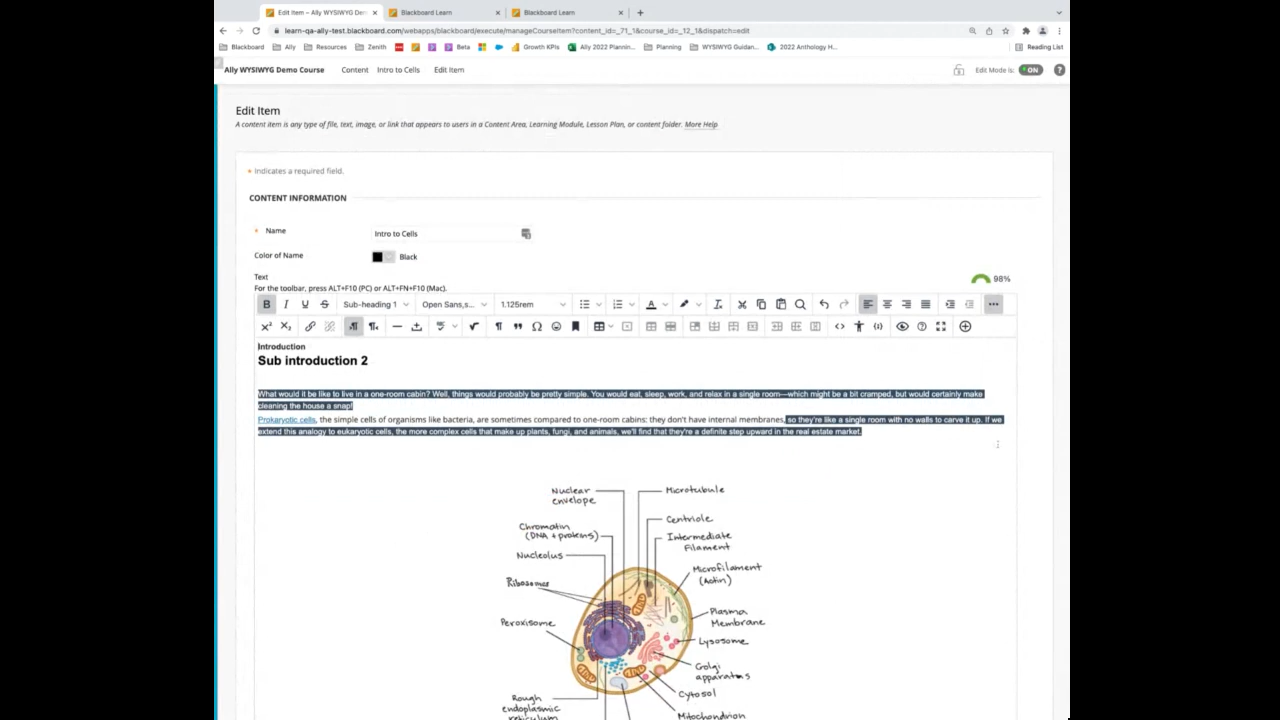 Edit Item – Ally WYSIWYG Dem
Blackboard Learn
Blackboard Learn
learn-qa-ally-test.blackboard.com/webapps/blackboard/execute/manageCourseItem?content_id=_71_1&course_id=_12_1&dispatch=edit
Blackboard
Ally
Resources
Zenith
Beta
Growth KPIs
Ally 2022 Plannin...
Planning
WYSIWYG Guidan...
2022 Anthology H...
Reading List
Ally WYSIWYG Demo Course
Content
Intro to Cells
Edit Item
Edit Mode is:
ON
Edit Item
A content item is any type of file, text, image, or link that appears to users in a Content Area, Learning Module, Lesson Plan, or content folder. More Help
Indicates a required field.
CONTENT INFORMATION
Name
Intro to Cells
Color of Name
Black
Text
98%
For the toolbar, press ALT+F10 (PC) or ALT+FN+F10 (Mac).
B I U S
Sub-heading 1
Open Sans,s...
1.125rem
Introduction
Sub introduction 2
What would it be like to live in a one-room cabin? Well, things would probably be pretty simple. You would eat, sleep, work, and relax in a single room—which might be a bit cramped, but would certainly make
cleaning the house a snap!
Prokaryotic cells, the simple cells of organisms like bacteria, are sometimes compared to one-room cabins: they don't have internal membranes, so they're like a single room with no walls to carve it up. If we
extend this analogy to eukaryotic cells, the more complex cells that make up plants, fungi, and animals, we'll find that they're a definite step upward in the real estate market.
Nuclear
envelope
Microtubule
Chromatin
(DNA + proteins)
Centriole
Intermediate
Filament
Nucleolus
Microfilament
(Actin)
Ribosomes
Peroxisome
Plasma
Membrane
Lysosome
Golgi
apparatus
Cytosol
Rough
endoplasmic
reticulum
Mitochondrion